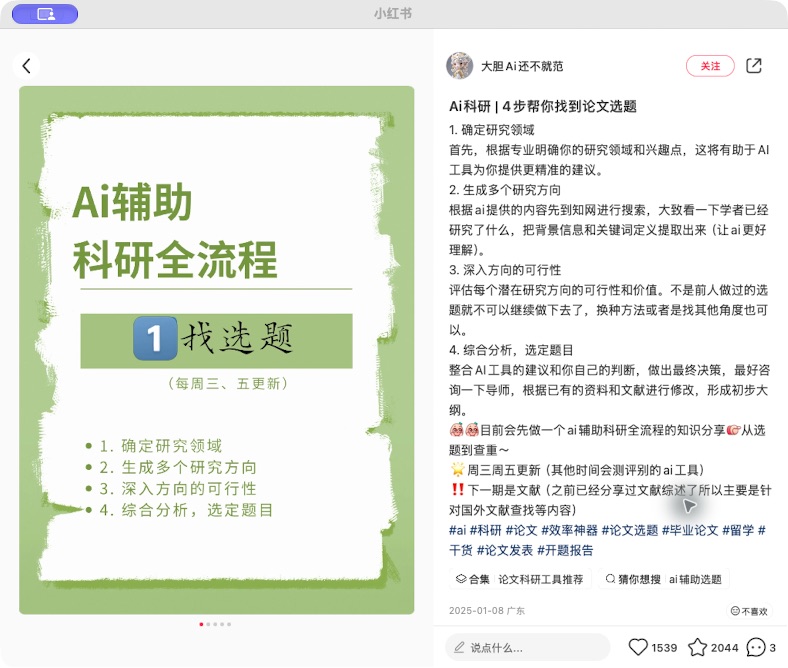 小红书
Ai辅助
科研全流程
1 找选题
（每周三、五更新）
• 1. 确定研究领域
• 2. 生成多个研究方向
• 3. 深入方向的可行性
• 4. 综合分析，选定题目
大胆Ai还不就范
关注
Ai科研 | 4步帮你找到论文选题
1. 确定研究领域
首先，根据专业明确你的研究领域和兴趣点，这将有助于AI
工具为你提供更精准的建议。
2. 生成多个研究方向
根据ai提供的内容先到知网进行搜索，大致看一下学者已经
研究了什么，把背景信息和关键词定义提取出来（让ai更好
理解）。
3. 深入方向的可行性
评估每个潜在研究方向的可行性和价值。不是前人做过的选
题就不可以继续做下去了，换种方法或者是找其他角度也可
以。
4. 综合分析，选定题目
整合AI工具的建议和你自己的判断，做出最终决策，最好咨
询一下导师，根据已有的资料和文献进行修改，形成初步大
纲。
目前会先做一个ai辅助科研全流程的知识分享👉从选
题到查重～
🌟周三周五更新（其他时间会测评别的ai工具）
‼️下一期是文献（之前已经分享过文献综述了所以主要是针
对国外文献查找等内容）
#ai #科研 #论文 #效率神器 #论文选题 #毕业论文 #留学 #
干货 #论文发表 #开题报告
合集 论文科研工具推荐 猜你想搜 ai辅助选题
2025-01-08 广东 不喜欢
说点什么... 1539 2044 3